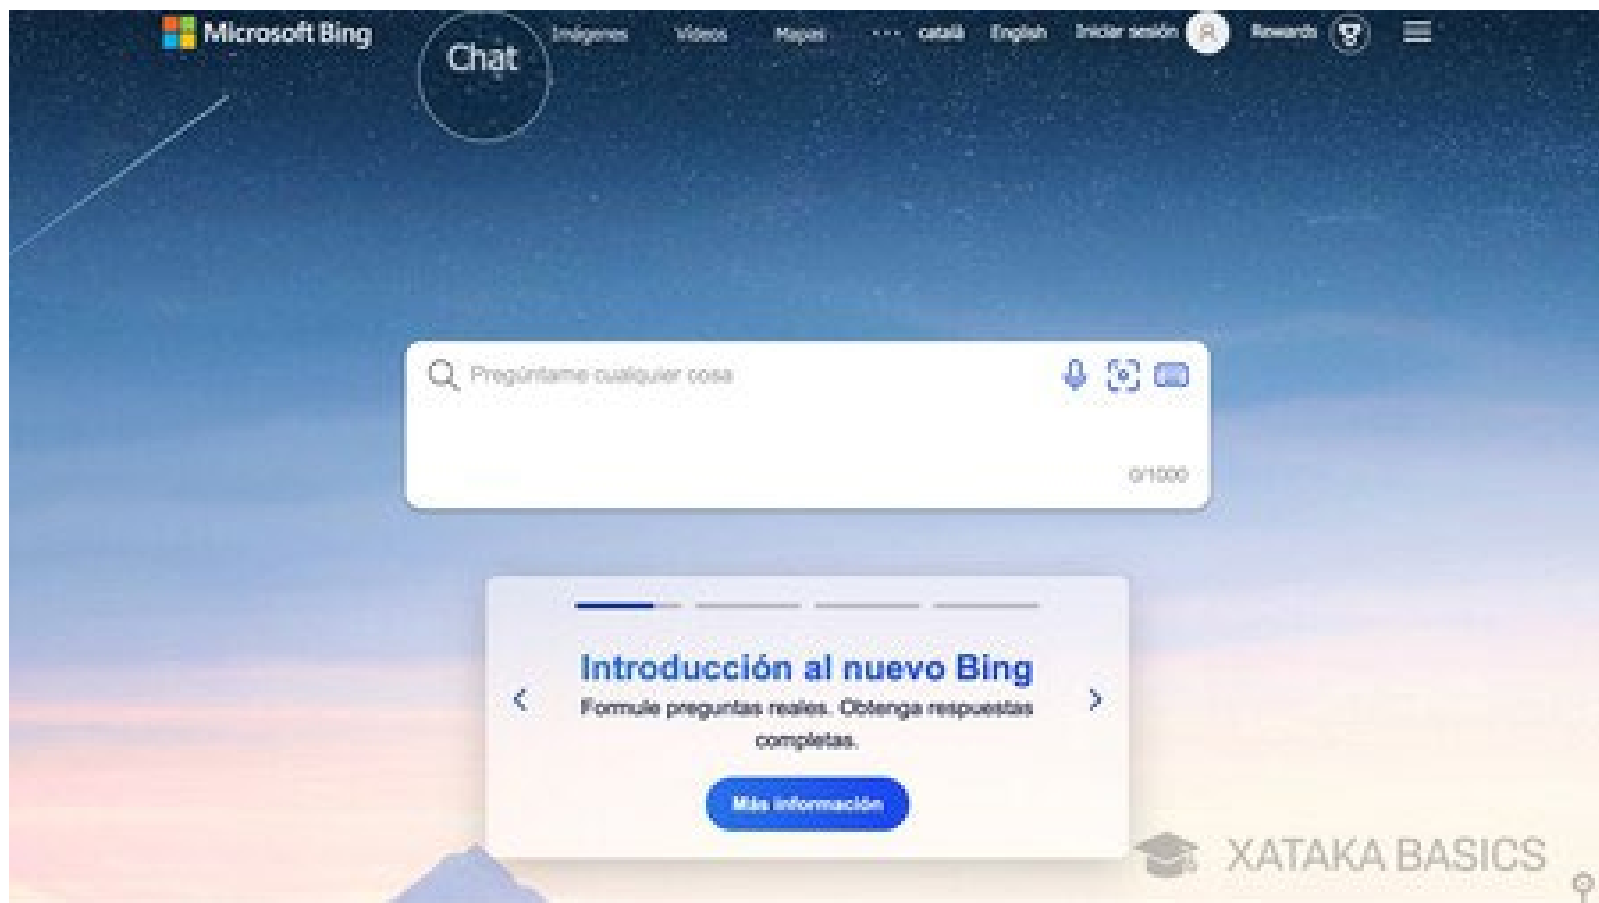 Microsoft Bing
Chat
Imágenes
Vídeos
Mapas
català
English
Iniciar sesión
Rewards
Pregúntame cualquier cosa
0/1000
Introducción al nuevo Bing
Formule preguntas reales. Obtenga respuestas
completas.
Más información
XATAKA BASICS